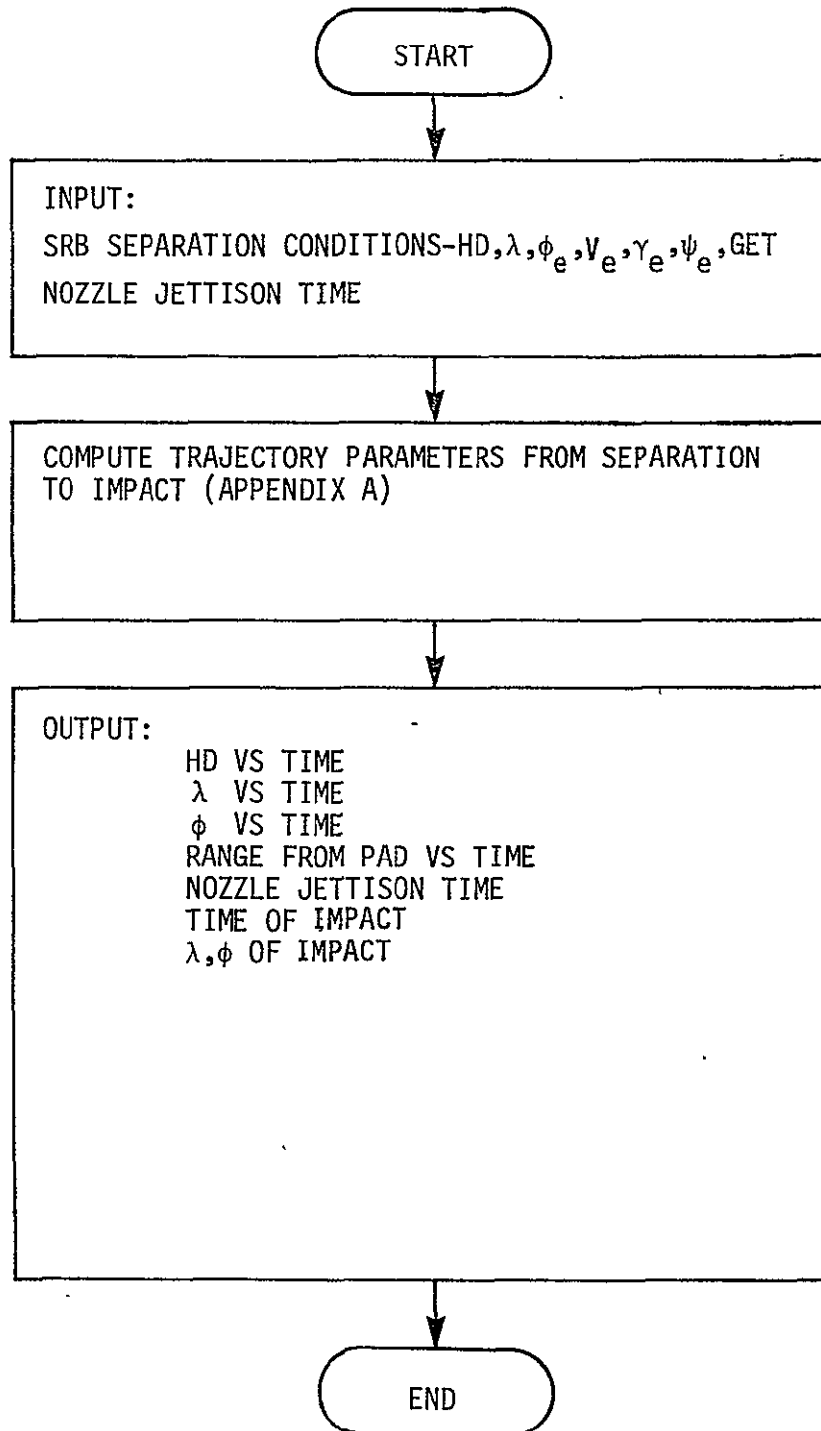 START
INPUT:
SRB SEPARATION CONDITIONS-HD,λ,ϕₑ,Vₑ,γₑ,ψₑ,GET
NOZZLE JETTISON TIME
COMPUTE TRAJECTORY PARAMETERS FROM SEPARATION
TO IMPACT (APPENDIX A)
OUTPUT:
HD VS TIME
λ VS TIME
ϕ VS TIME
RANGE FROM PAD VS TIME
NOZZLE JETTISON TIME
TIME OF IMPACT
λ,ϕ OF IMPACT
END